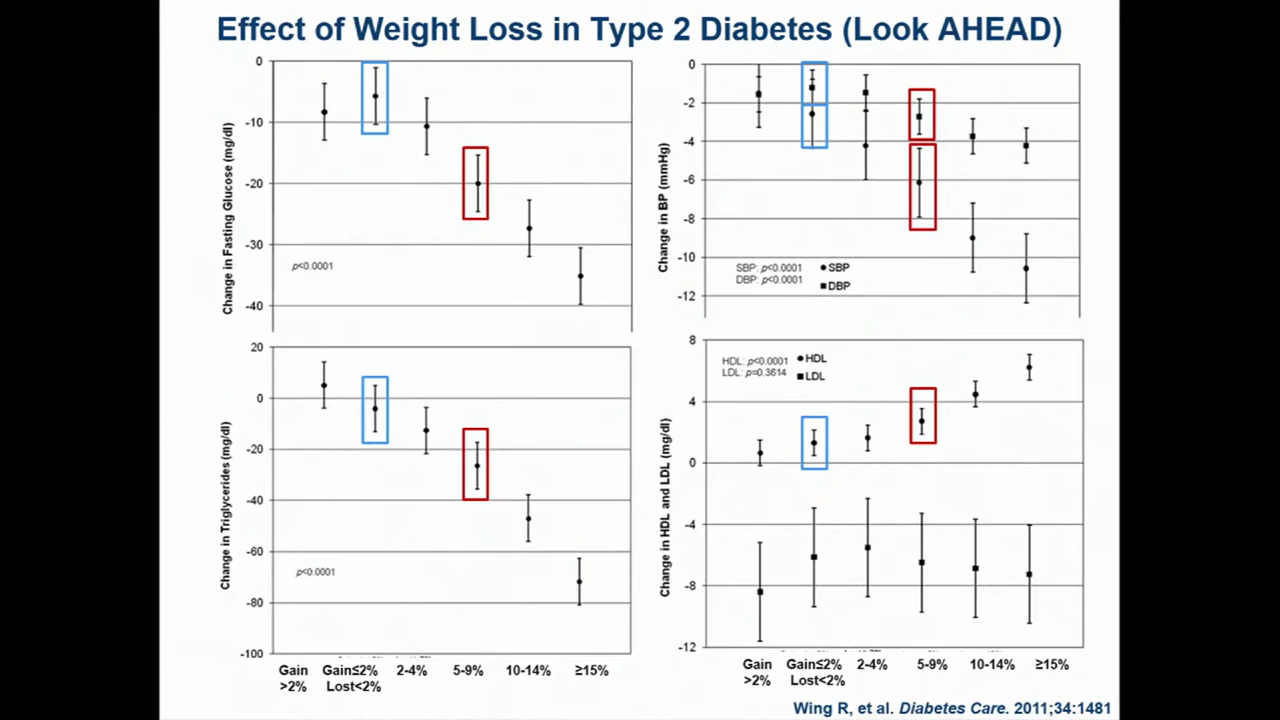 Effect of Weight Loss in Type 2 Diabetes (Look AHEAD)
Change in Fasting Glucose (mg/dl)
0
-10
-20
-30
-40
p<0.0001
Change in BP (mmHg)
0
-2
-4
-6
-8
-10
-12
SBP: p<0.0001
DBP: p<0.0001
SBP
DBP
Change in Triglycerides (mg/dl)
20
0
-20
-40
-60
-80
-100
p<0.0001
Gain >2%
Gain≤2% Lost<2%
2-4%
5-9%
10-14%
≥15%
Change in HDL and LDL (mg/dl)
8
4
0
-4
-8
-12
HDL: p<0.0001
LDL: p=0.3614
HDL
LDL
Gain >2%
Gain≤2% Lost<2%
2-4%
5-9%
10-14%
≥15%
Wing R, et al. Diabetes Care. 2011;34:1481